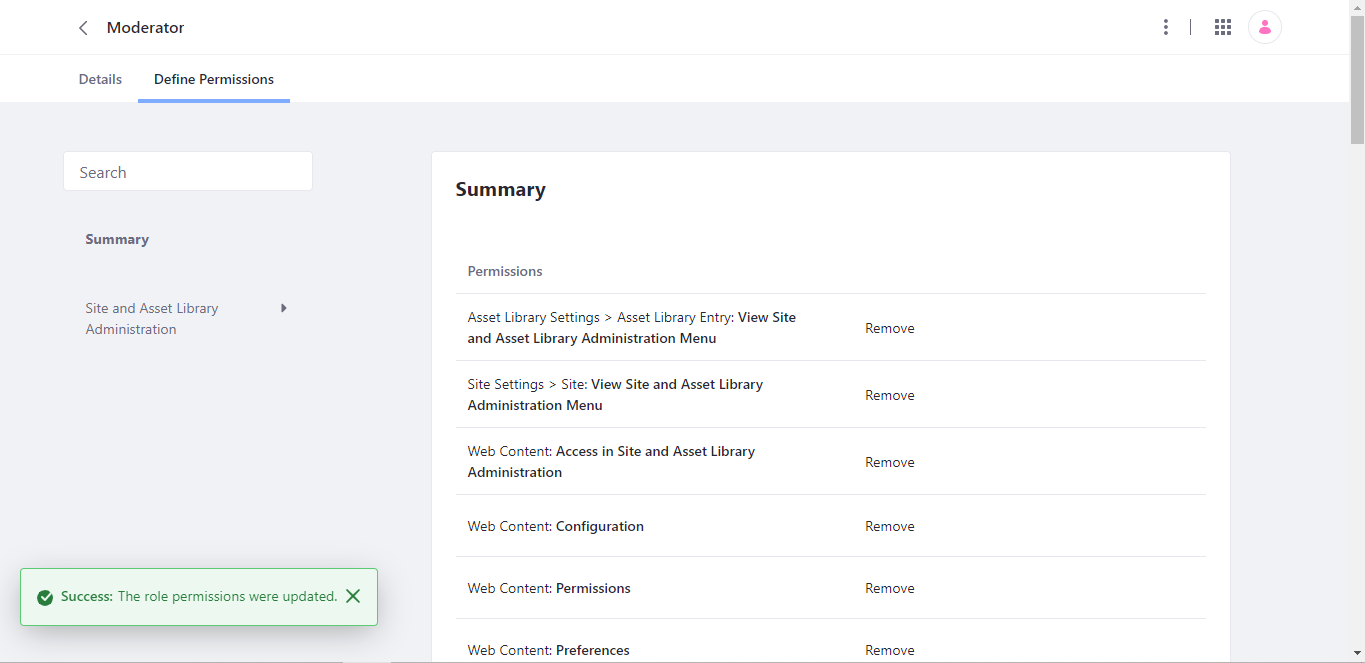 Moderator
Details
Define Permissions
Search
Summary
Site and Asset Library
Administration
Summary
Permissions
Asset Library Settings > Asset Library Entry: View Site
and Asset Library Administration Menu
Remove
Site Settings > Site: View Site and Asset Library
Administration Menu
Remove
Web Content: Access in Site and Asset Library
Administration
Remove
Web Content: Configuration
Remove
Web Content: Permissions
Remove
Web Content: Preferences
Remove
Success: The role permissions were updated.